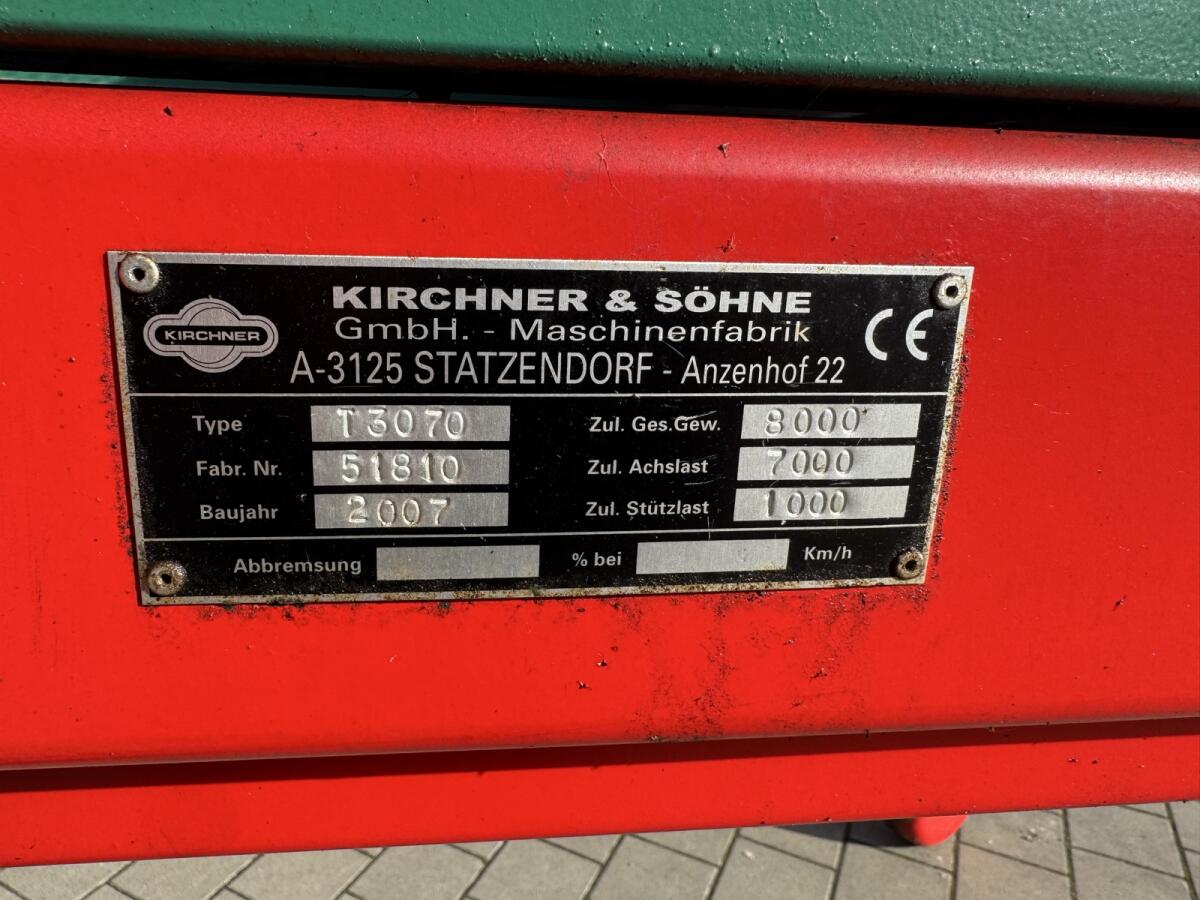 KIRCHNER
KIRCHNER & SÖHNE
GmbH. - Maschinenfabrik
A-3125 STATZENDORF - Anzenhof 22
CE
Type T3070 Zul. Ges.Gew. 8000
Fabr. Nr. 51810 Zul. Achslast 7000
Baujahr 2007 Zul. Stützlast 1000
Abbremsung % bei Km/h